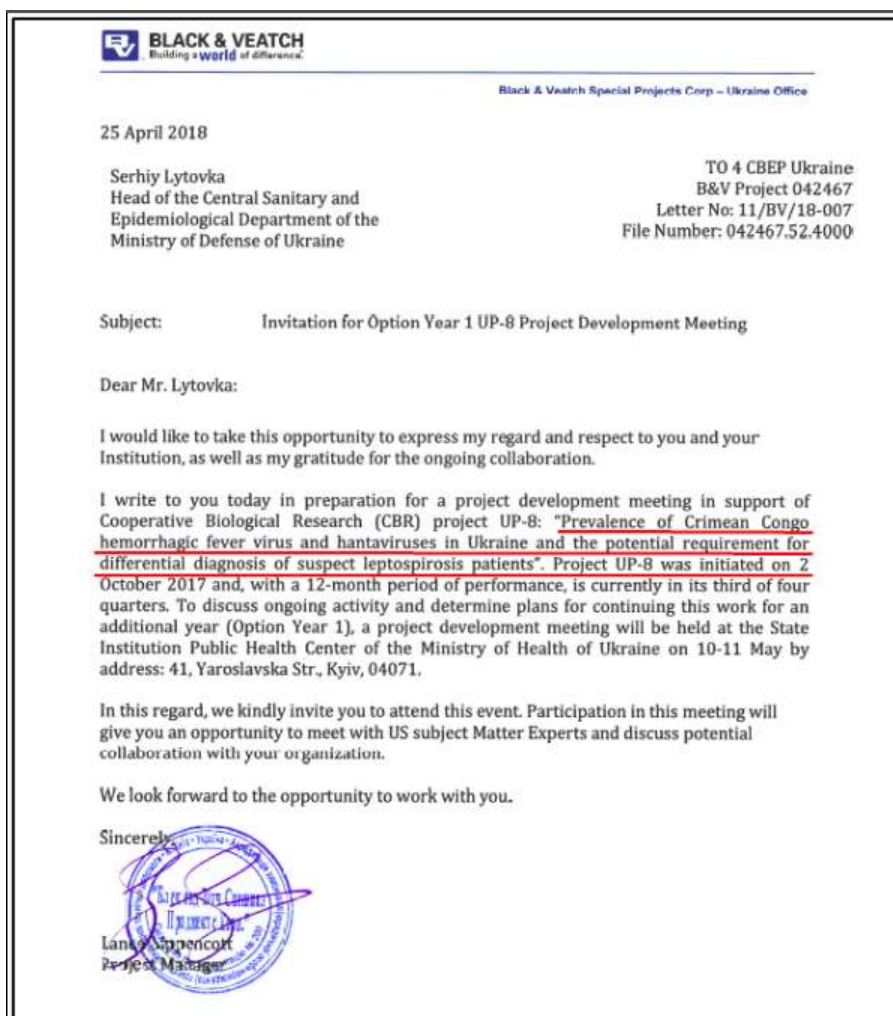 BLACK & VEATCH
Building a world of difference.
Black & Veatch Special Projects Corp – Ukraine Office
25 April 2018
Serhiy Lytovka
Head of the Central Sanitary and
Epidemiological Department of the
Ministry of Defense of Ukraine
TO 4 CBEP Ukraine
B&V Project 042467
Letter No: 11/BV/18-007
File Number: 042467.52.4000
Subject: Invitation for Option Year 1 UP-8 Project Development Meeting
Dear Mr. Lytovka:
I would like to take this opportunity to express my regard and respect to you and your
Institution, as well as my gratitude for the ongoing collaboration.
I write to you today in preparation for a project development meeting in support of
Cooperative Biological Research (CBR) project UP-8: "Prevalence of Crimean Congo
hemorrhagic fever virus and hantaviruses in Ukraine and the potential requirement for
differential diagnosis of suspect leptospirosis patients". Project UP-8 was initiated on 2
October 2017 and, with a 12-month period of performance, is currently in its third of four
quarters. To discuss ongoing activity and determine plans for continuing this work for an
additional year (Option Year 1), a project development meeting will be held at the State
Institution Public Health Center of the Ministry of Health of Ukraine on 10-11 May by
address: 41, Yaroslavska Str., Kyiv, 04071.
In this regard, we kindly invite you to attend this event. Participation in this meeting will
give you an opportunity to meet with US subject Matter Experts and discuss potential
collaboration with your organization.
We look forward to the opportunity to work with you.
Sincerely,
Project Manager